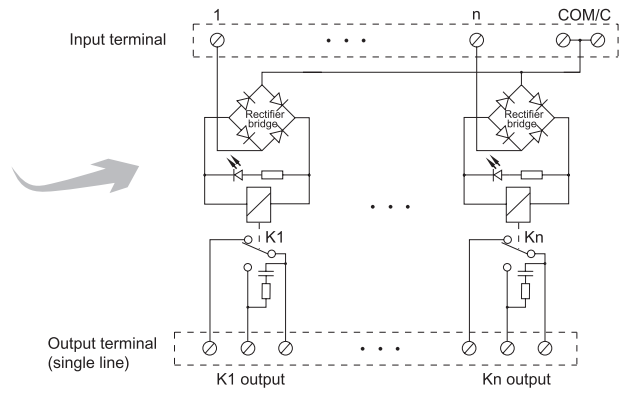 1 n COM/C
Input terminal
Rectifier
bridge
Rectifier
bridge
K1
Kn
Output terminal
(single line)
K1 output
Kn output